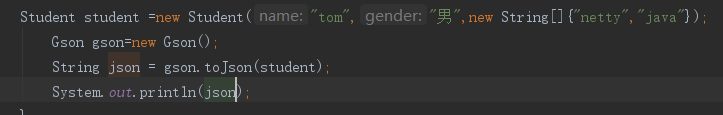 Student student =new Student( name: "tom", gender: "男",new String[]{"netty","java"});
Gson gson=new Gson();
String json = gson.toJson(student);
System.out.println(json);